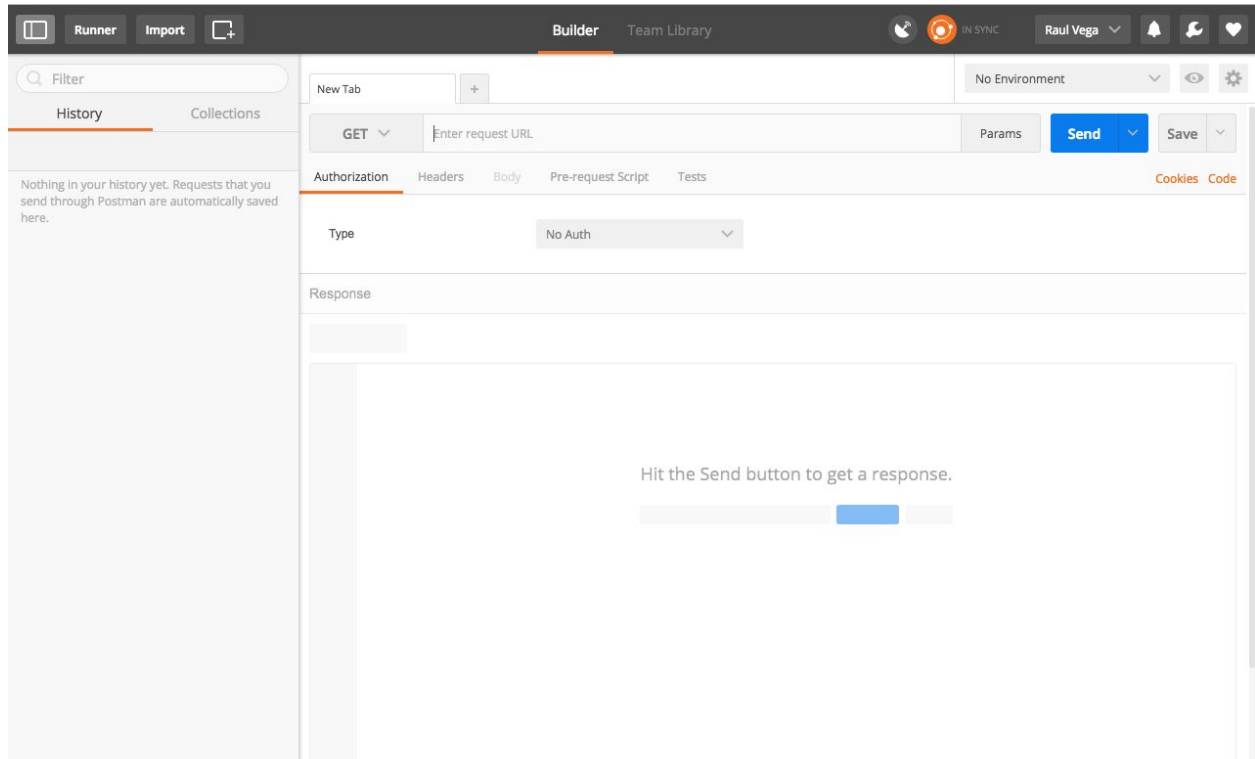 Runner Import Builder Team Library IN SYNC Raul Vega
Filter
History Collections
Nothing in your history yet. Requests that you
send through Postman are automatically saved
here.
New Tab + No Environment
GET Enter request URL Params Send Save
Authorization Headers Body Pre-request Script Tests Cookies Code
Type No Auth
Response
Hit the Send button to get a response.